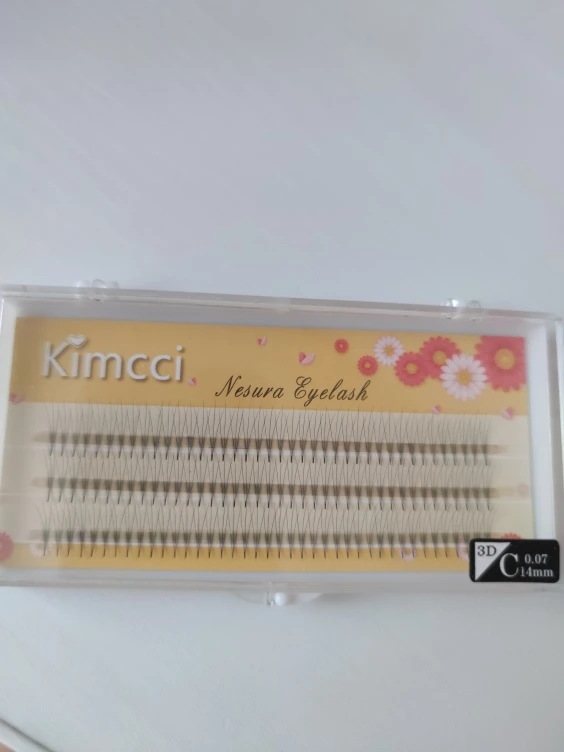 Kimcci
Nesura Eyelash
3D
C 0.07
14mm